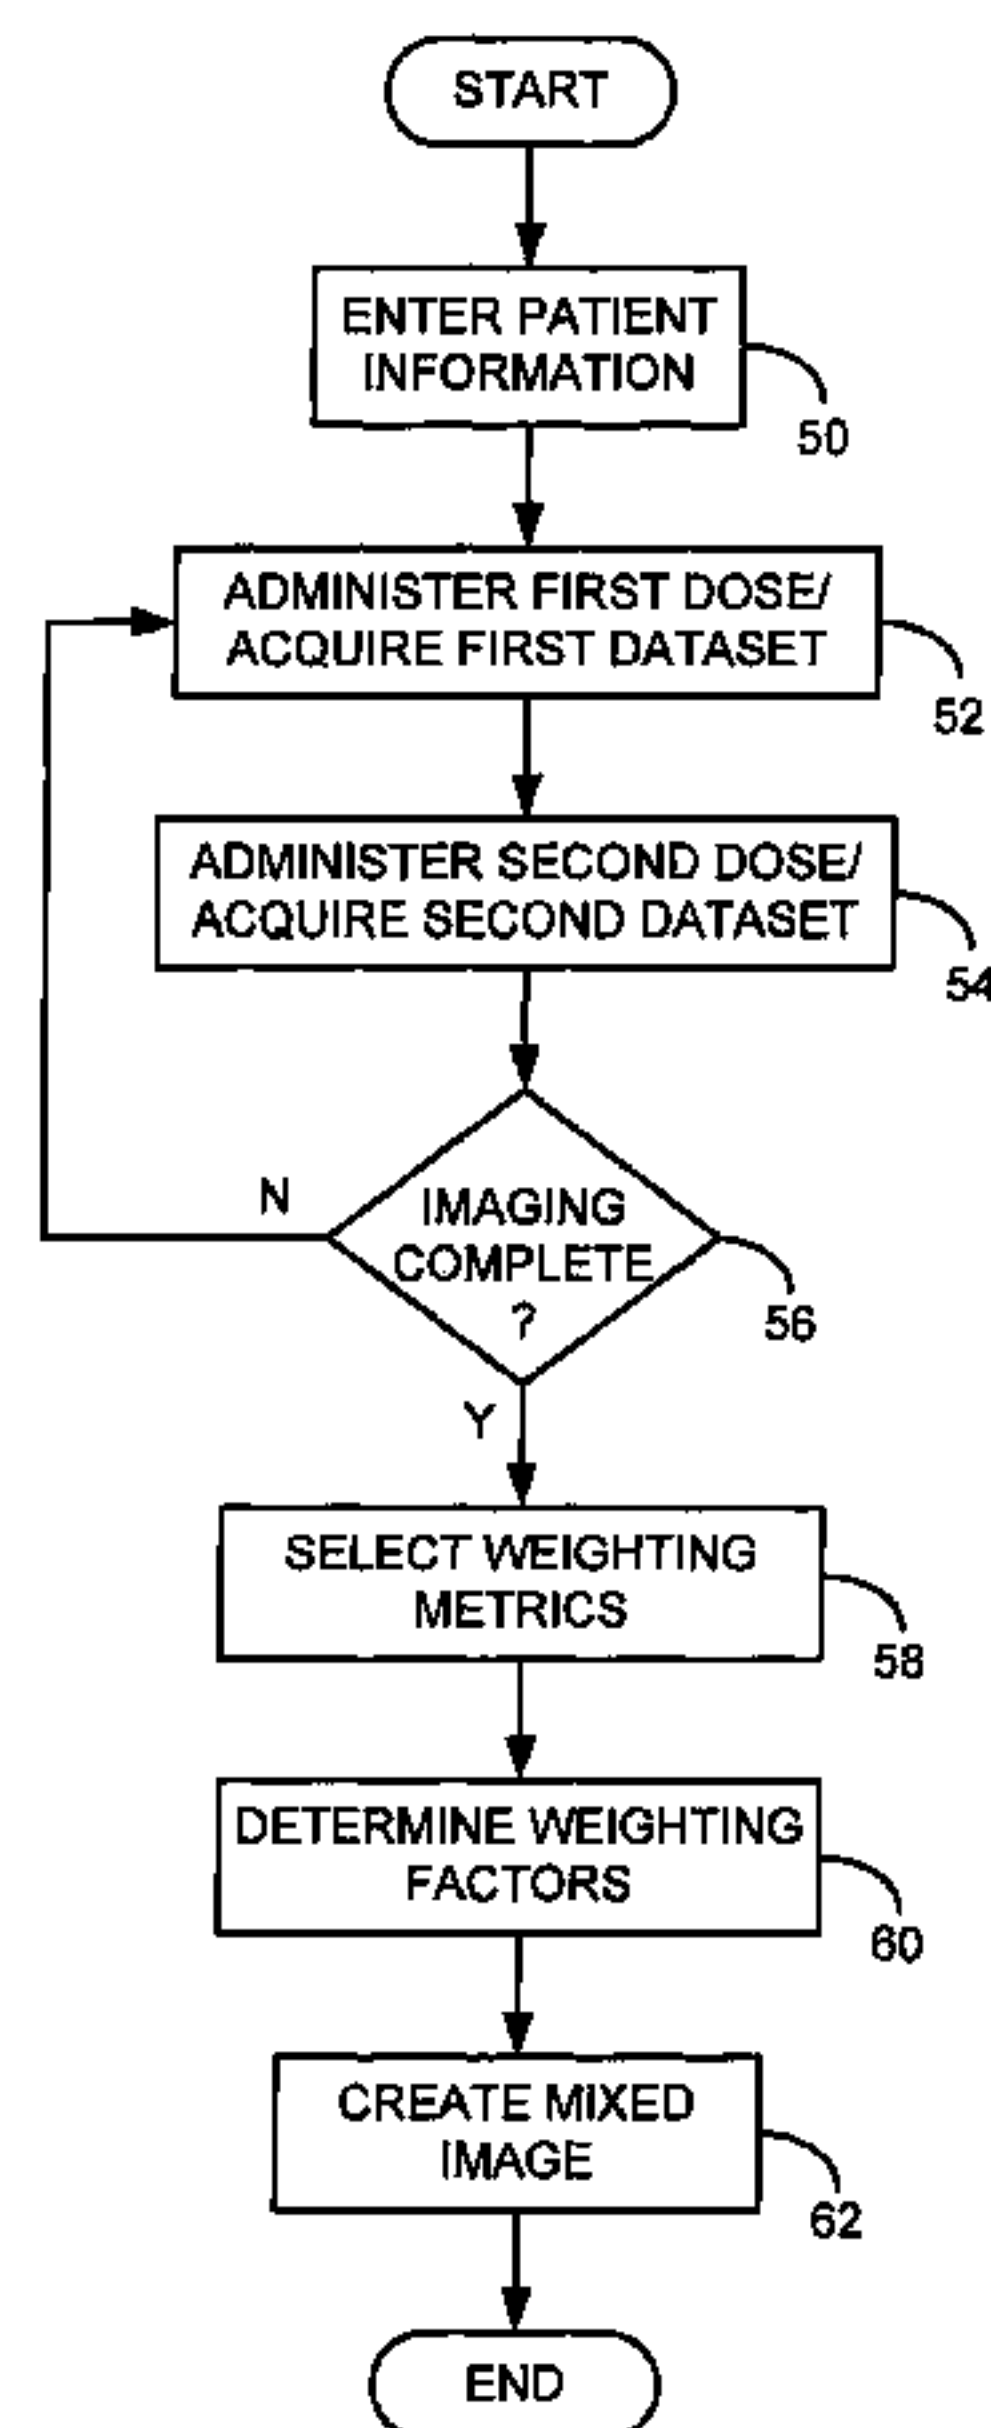 START
ENTER PATIENT
INFORMATION
50
ADMINISTER FIRST DOSE/
ACQUIRE FIRST DATASET
52
ADMINISTER SECOND DOSE/
ACQUIRE SECOND DATASET
54
N
IMAGING
COMPLETE
?
56
Y
SELECT WEIGHTING
METRICS
58
DETERMINE WEIGHTING
FACTORS
60
CREATE MIXED
IMAGE
62
END